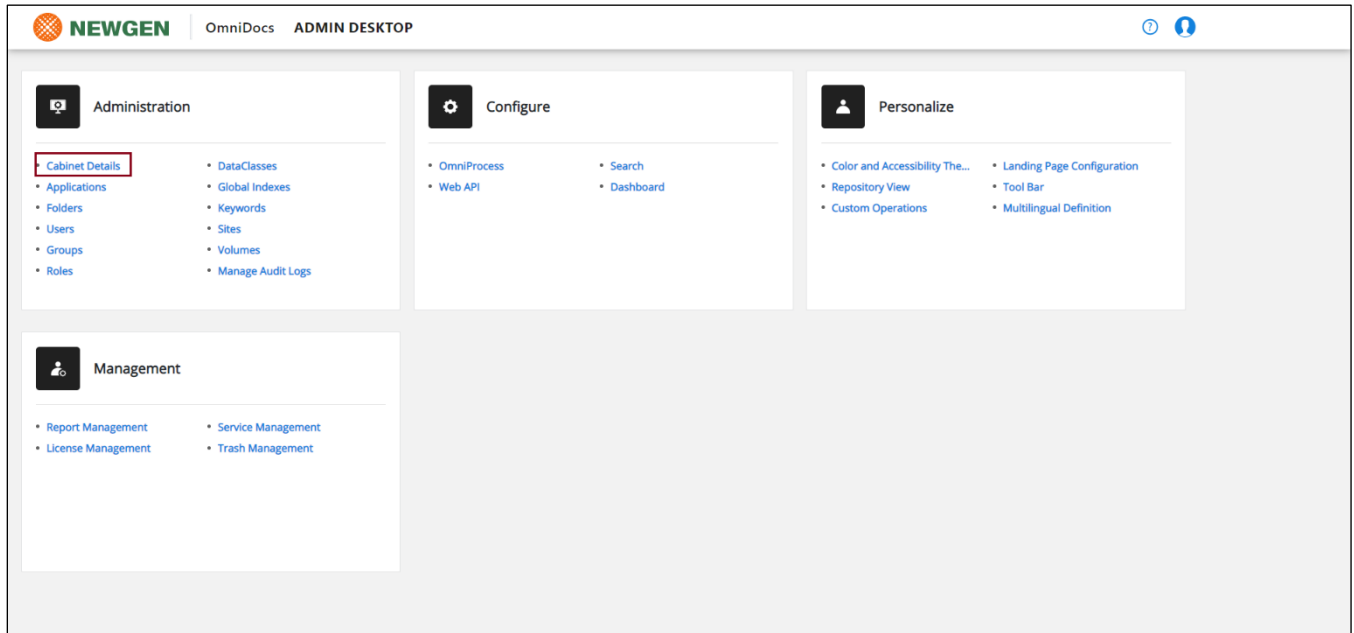 NEWGEN OmniDocs ADMIN DESKTOP ?
Administration
Cabinet Details
Applications
Folders
Users
Groups
Roles
DataClasses
Global Indexes
Keywords
Sites
Volumes
Manage Audit Logs
Configure
OmniProcess
Web API
Search
Dashboard
Personalize
Color and Accessibility The...
Repository View
Custom Operations
Landing Page Configuration
Tool Bar
Multilingual Definition
Management
Report Management
License Management
Service Management
Trash Management